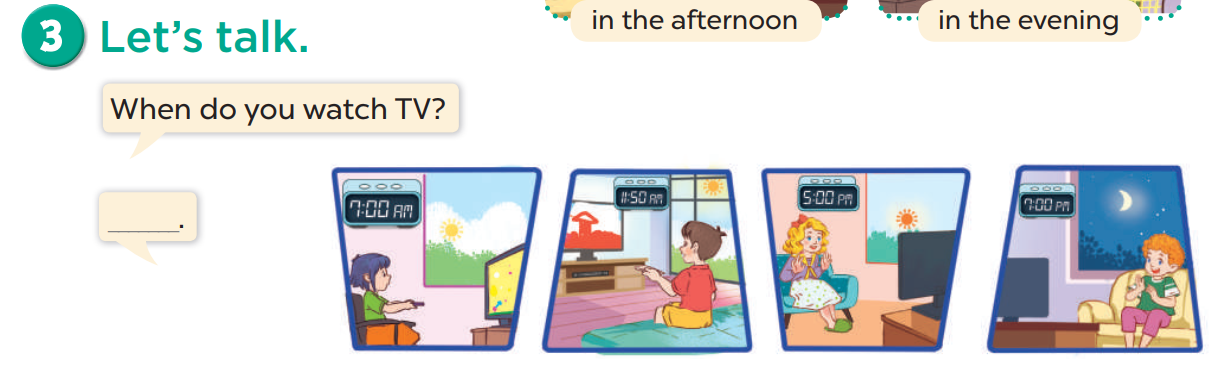 in the afternoon
in the evening
3 Let's talk.
When do you watch TV?
______.
7:00 AM
11:50 AM
5:00 PM
7:00 PM